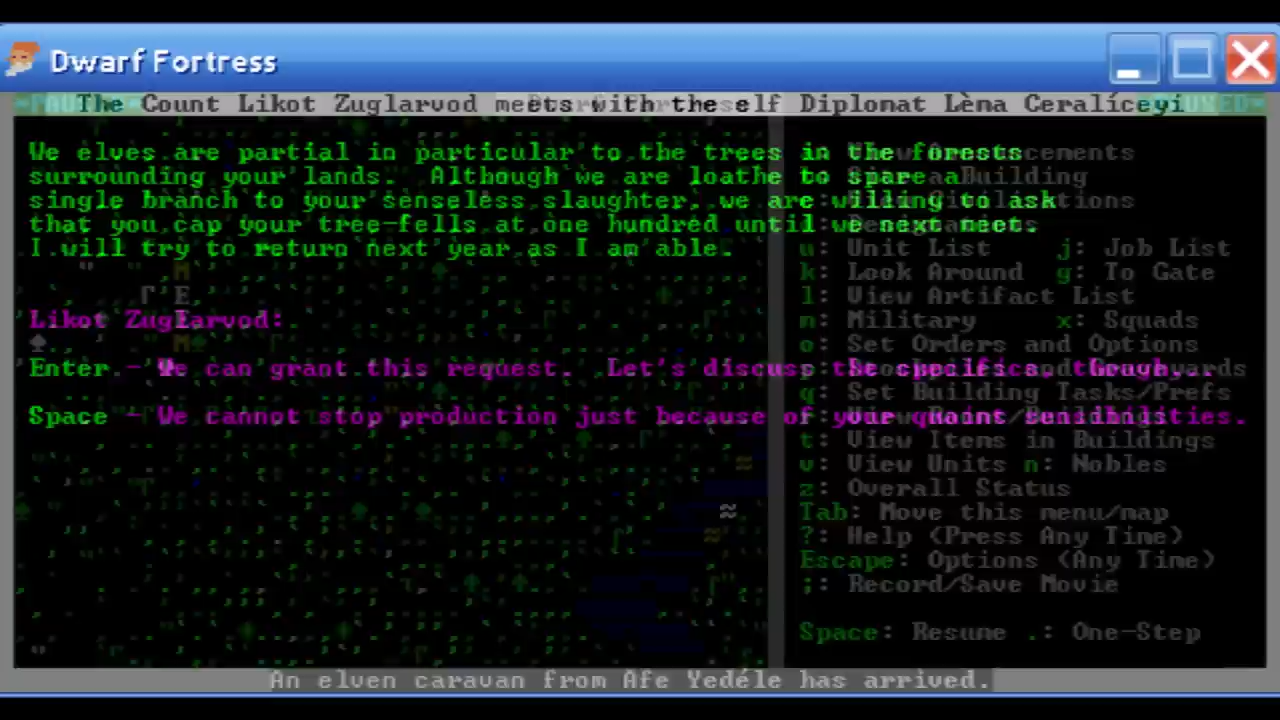 Dwarf Fortress
The Count Likot Zuglarvod meets with the elf Diplomat Lèma Ceralíceyi
We elves are partial in particular to the trees in the forests
surrounding your lands. Although we are loathe to spare a
single branch to your senseless slaughter, we are willing to ask
that you cap your tree-fells at one hundred until we next meet.
I will try to return next year as I am able.
Likot Zuglarvod:
Enter - We can grant this request. Let's discuss the specifics, though...
Space - We cannot stop production just because of your quaint sensibilities.
Building
u: Unit List j: Job List
k: Look Around g: To Gate
l: View Artifact List
m: Military x: Squads
o: Set Orders and Options
q: Set Building Tasks/Prefs
t: View Items in Buildings
v: View Units n: Nobles
z: Overall Status
Tab: Move this menu/map
?: Help (Press Any Time)
Escape: Options (Any Time)
;: Record/Save Movie
Space: Resume .: One-Step
An elven caravan from Afe Yedéle has arrived.